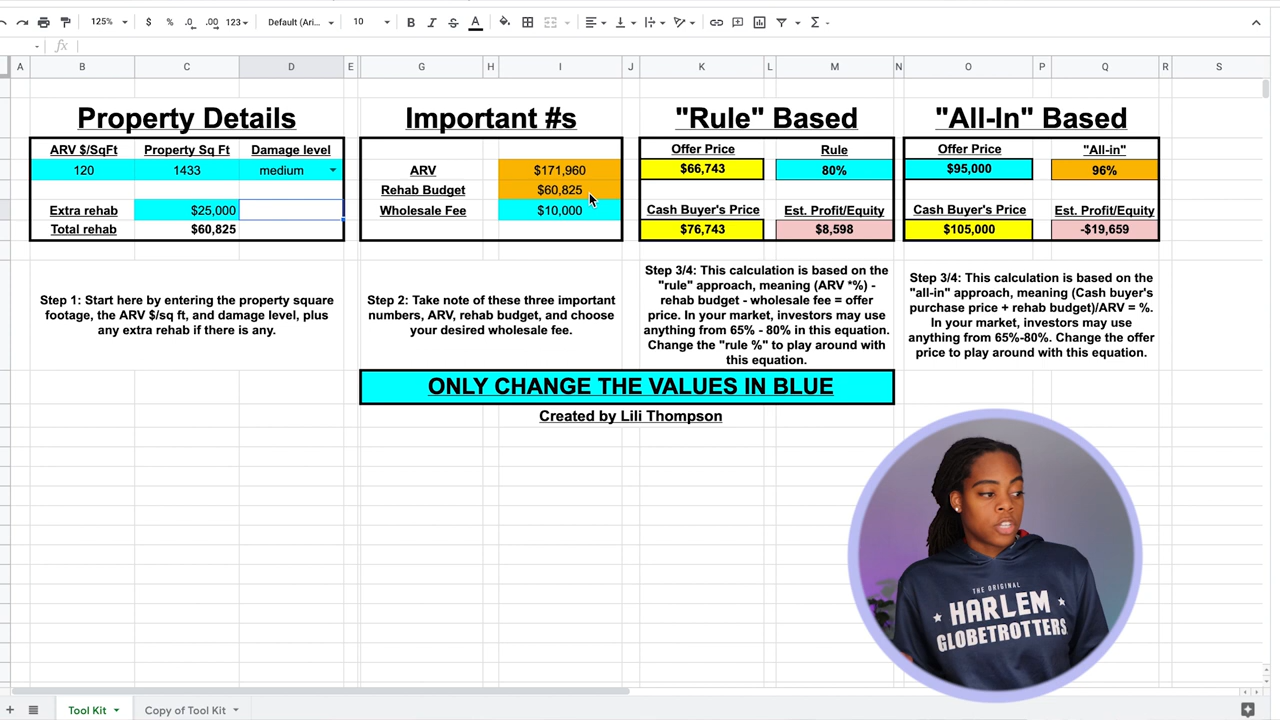 125%
$
%
.0
.00
123
Default (Ari...
10
B
I
S
A
fx
A B C D E G H I J K L M N O P Q R S
Property Details
ARV $/SqFt Property Sq Ft Damage level
120 1433 medium
Extra rehab $25,000
Total rehab $60,825
Step 1: Start here by entering the property square
footage, the ARV $/sq ft, and damage level, plus
any extra rehab if there is any.
Important #s
ARV $171,960
Rehab Budget $60,825
Wholesale Fee $10,000
Step 2: Take note of these three important
numbers, ARV, rehab budget, and choose
your desired wholesale fee.
"Rule" Based
Offer Price Rule
$66,743 80%
Cash Buyer's Price Est. Profit/Equity
$76,743 $8,598
Step 3/4: This calculation is based on the
"rule" approach, meaning (ARV *%) -
rehab budget - wholesale fee = offer
price. In your market, investors may use
anything from 65% - 80% in this equation.
Change the "rule %" to play around with
this equation.
"All-In" Based
Offer Price "All-in"
$95,000 96%
Cash Buyer's Price Est. Profit/Equity
$105,000 -$19,659
Step 3/4: This calculation is based on the
"all-in" approach, meaning (Cash buyer's
purchase price + rehab budget)/ARV = %.
In your market, investors may use
anything from 65%-80%. Change the offer
price to play around with this equation.
ONLY CHANGE THE VALUES IN BLUE
Created by Lili Thompson
THE ORIGINAL
HARLEM
GLOBETROTTERS
Tool Kit
Copy of Tool Kit